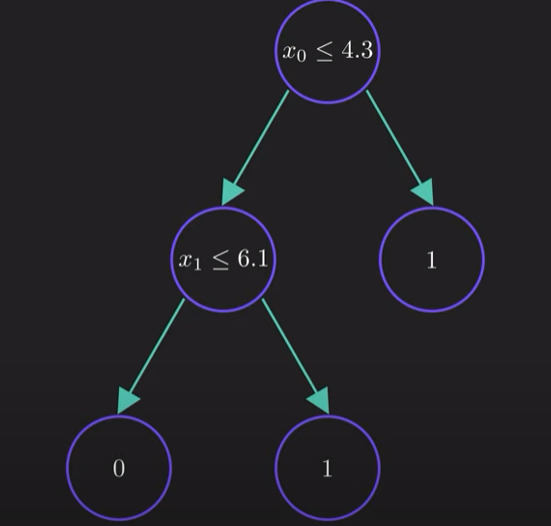 x₀ ≤ 4.3
x₁ ≤ 6.1
1
0
1